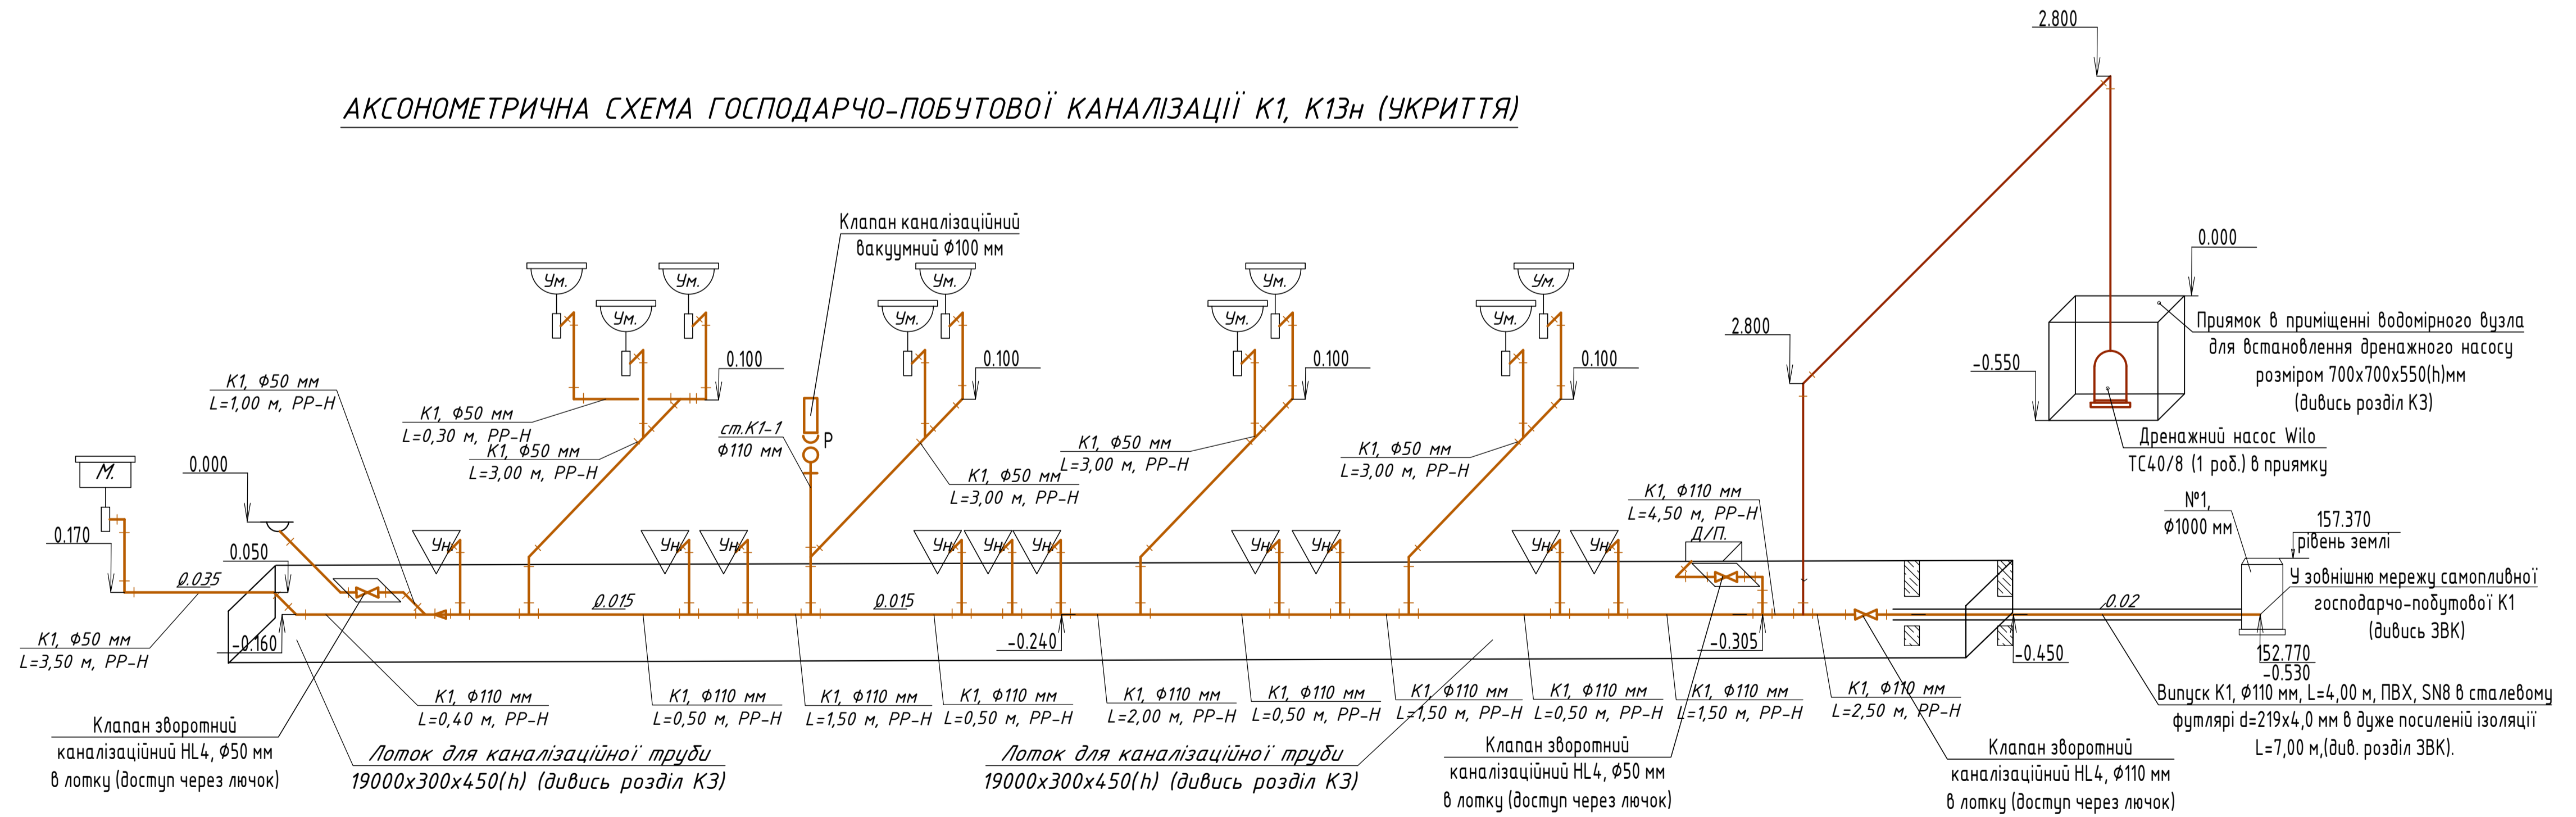 2.800
АКСОНОМЕТРИЧНА СХЕМА ГОСПОДАРЧО-ПОБУТОВОЇ КАНАЛІЗАЦІЇ К1, К13н (УКРИТТЯ)
Клапан каналізаційний
вакуумний Ф100 мм
0.000
Ум.
Ум.
Ум.
Ум.
Ум.
Ум.
Ум.
Ум.
Ум.
Приямок в приміщенні водомірного вузла
для встановлення дренажного насосу
розміром 700х700х550(h)мм
(дивись розділ КЗ)
2.800
-0.550
0.100
0.100
0.100
0.100
К1, Ф50 мм
L=1,00 м, PP-H
К1, Ф50 мм
L=0,30 м, PP-H
К1, Ф50 мм
L=3,00 м, PP-H
ст.К1-1
Ф110 мм
Р
К1, Ф50 мм
L=3,00 м, PP-H
К1, Ф50 мм
L=3,00 м, PP-H
К1, Ф50 мм
L=3,00 м, PP-H
Дренажний насос Wilo
ТС40/8 (1 роб.) в приямку
М.
0.000
К1, Ф110 мм
L=4,50 м, PP-H
Д/П.
№1,
Ф1000 мм
157.370
рівень землі
0.170
0.050
Ун.
Ун.
Ун.
Ун.
Ун.
Ун.
Ун.
Ун.
Ун.
Ун.
0.035
0.015
0.015
0.02
У зовнішню мережу самопливної
господарчо-побутової К1
(дивись ЗВК)
К1, Ф50 мм
L=3,50 м, PP-H
-0.160
-0.240
-0.305
-0.450
152.770
-0.530
К1, Ф110 мм
L=0,40 м, PP-H
К1, Ф110 мм
L=0,50 м, PP-H
К1, Ф110 мм
L=1,50 м, PP-H
К1, Ф110 мм
L=0,50 м, PP-H
К1, Ф110 мм
L=2,00 м, PP-H
К1, Ф110 мм
L=0,50 м, PP-H
К1, Ф110 мм
L=1,50 м, PP-H
К1, Ф110 мм
L=0,50 м, PP-H
К1, Ф110 мм
L=1,50 м, PP-H
К1, Ф110 мм
L=2,50 м, PP-H
Випуск К1, Ф110 мм, L=4,00 м, ПВХ, SN8 в сталевому
футлярі d=219х4,0 мм в дуже посиленій ізоляції
L=7,00 м,(див. розділ ЗВК).
Клапан зворотний
каналізаційний HL4, Ф50 мм
в лотку (доступ через лючок)
Лоток для каналізаційної труби
19000х300х450(h) (дивись розділ КЗ)
Лоток для каналізаційної труби
19000х300х450(h) (дивись розділ КЗ)
Клапан зворотний
каналізаційний HL4, Ф50 мм
в лотку (доступ через лючок)
Клапан зворотний
каналізаційний HL4, Ф110 мм
в лотку (доступ через лючок)